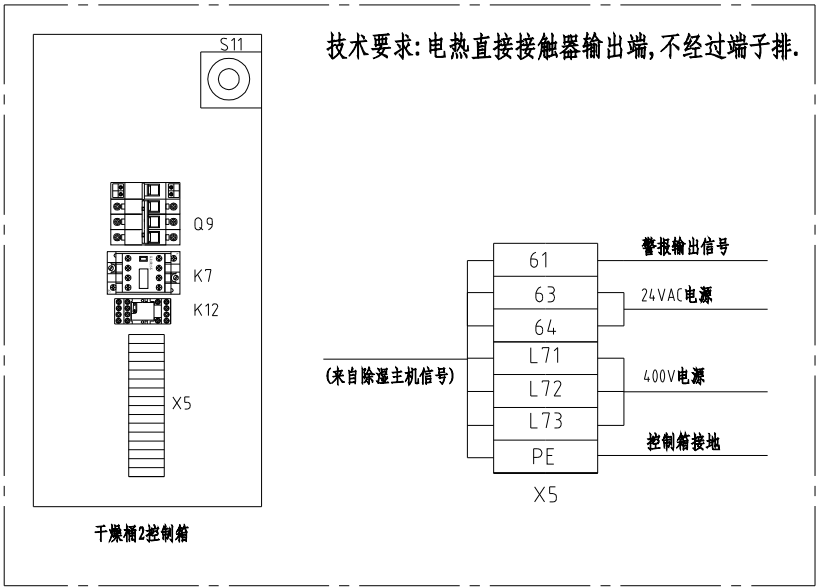 技术要求:电热直接接触器输出端,不经过端子排.
S11
Q9
K7
K12
X5
干燥桶2控制箱
(来自除湿主机信号)
61
63
64
L71
L72
L73
PE
X5
警报输出信号
24VAC电源
400V电源
控制箱接地